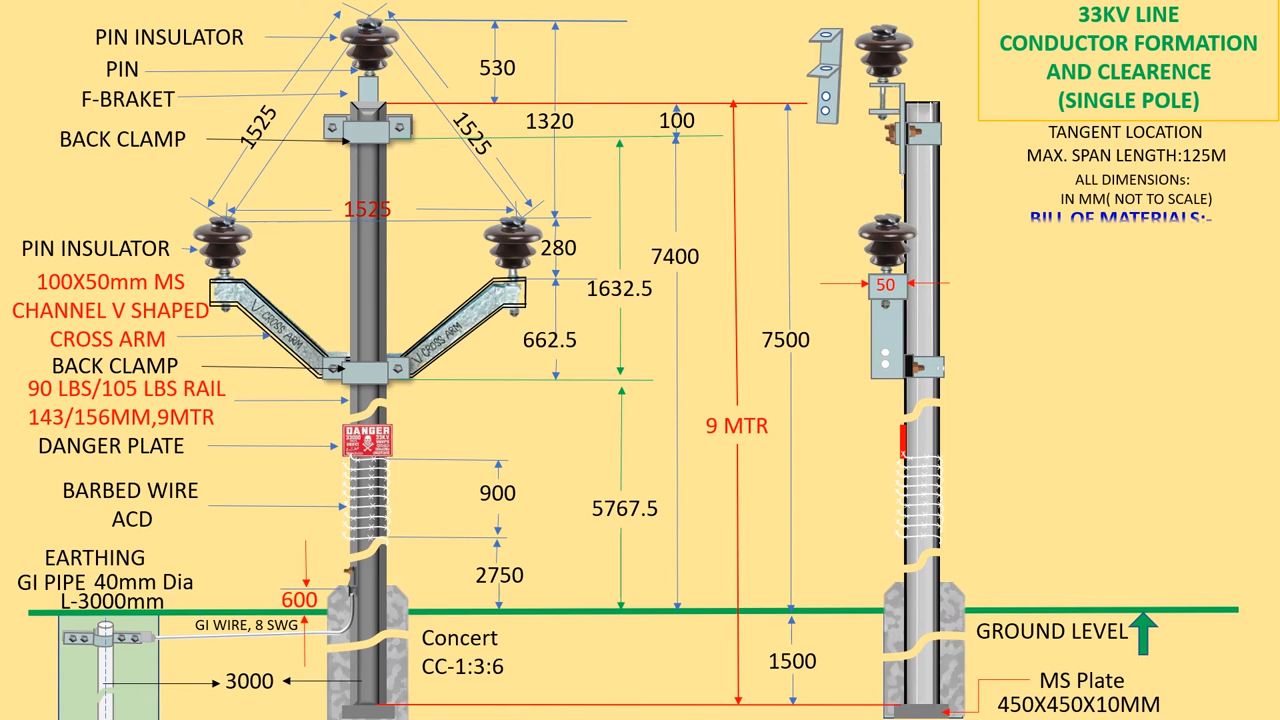 33KV LINE
CONDUCTOR FORMATION
AND CLEARENCE
(SINGLE POLE)
TANGENT LOCATION
MAX. SPAN LENGTH:125M
ALL DIMENSIONs:
IN MM( NOT TO SCALE)
BILL OF MATERIALS:-
PIN INSULATOR
PIN
F-BRAKET
BACK CLAMP
1525
1525
530
1320
100
1525
PIN INSULATOR
280
7400
100X50mm MS
CHANNEL V SHAPED
CROSS ARM
V-CROSS ARM
V CROSS ARM
1632.5
50
662.5
7500
BACK CLAMP
90 LBS/105 LBS RAIL
143/156MM,9MTR
9 MTR
DANGER PLATE
DANGER
BARBED WIRE
ACD
900
5767.5
2750
EARTHING
GI PIPE 40mm Dia
L-3000mm
600
GI WIRE, 8 SWG
Concert
CC-1:3:6
GROUND LEVEL
1500
3000
MS Plate
450X450X10MM